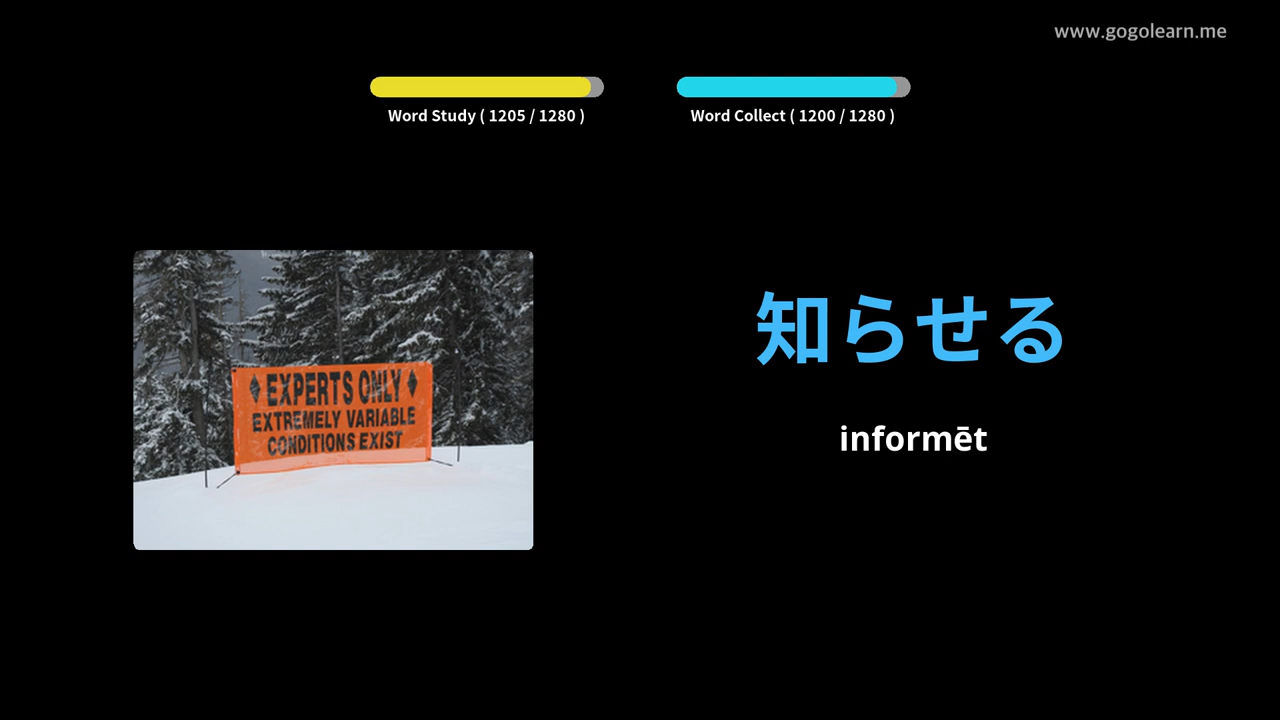 www.gogolearn.me
Word Study ( 1205 / 1280 )
Word Collect ( 1200 / 1280 )
EXPERTS ONLY
EXTREMELY VARIABLE
CONDITIONS EXIST
知らせる
informēt